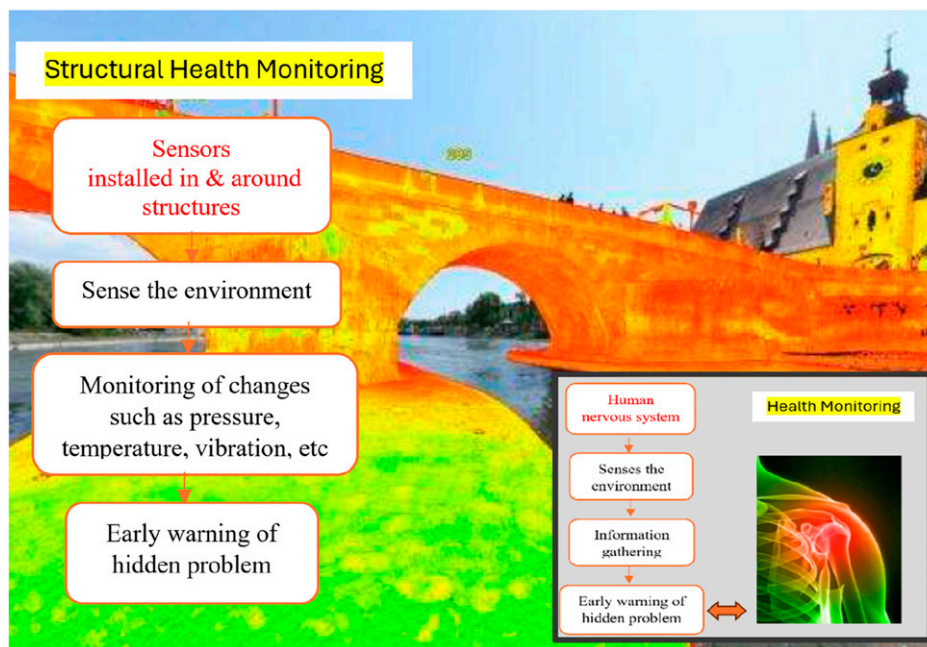 Structural Health Monitoring
Sensors
installed in & around
structures
Sense the environment
Monitoring of changes
such as pressure,
temperature, vibration, etc
Early warning of
hidden problem
Human
nervous system
Health Monitoring
Senses the
environment
Information
gathering
Early warning of
hidden problem